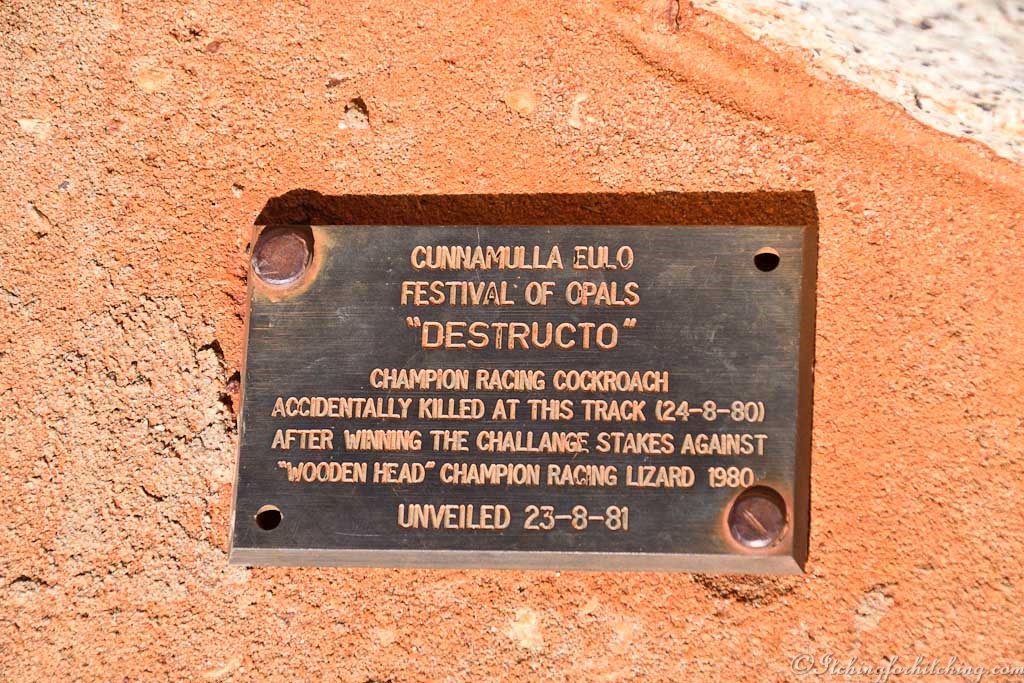 CUNNAMULLA EULO
FESTIVAL OF OPALS
"DESTRUCTO"
CHAMPION RACING COCKROACH
ACCIDENTALLY KILLED AT THIS TRACK (24-8-80)
AFTER WINNING THE CHALLANGE STAKES AGAINST
"WOODEN HEAD" CHAMPION RACING LIZARD 1980
UNVEILED 23-8-81
©Itchingforhitching.com